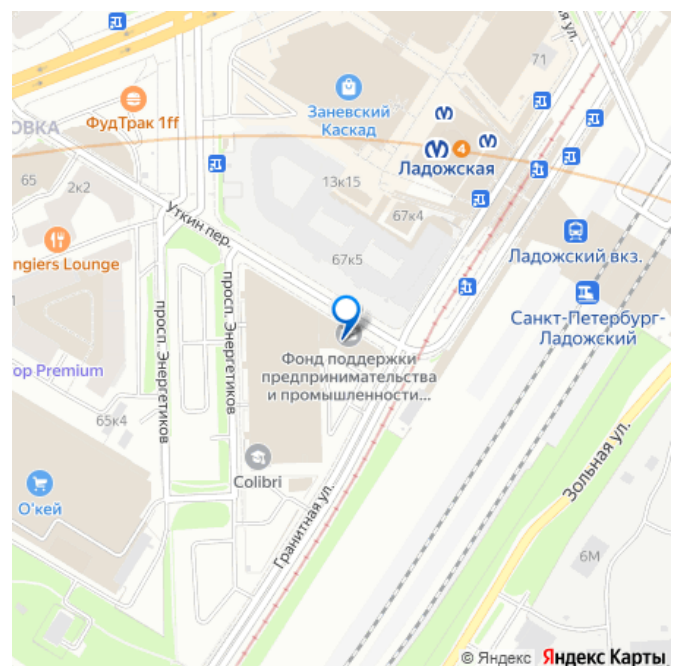 71
Заневский
Каскад
ФудТрак 1ff
ОВКА
4
Ладожская
65
2к2
13к15
67к4
Уткин пер.
ngiers Lounge
67к5
Ладожский вкз.
Санкт-Петербург-
Ладожский
просп. Энергетиков
просп. Энергетиков
Фонд поддержки
предпринимательства
и промышленности...
op Premium
65к4
Colibri
О'кей
Гранитная ул.
Зольная ул.
6М
© Яндекс Яндекс Карты